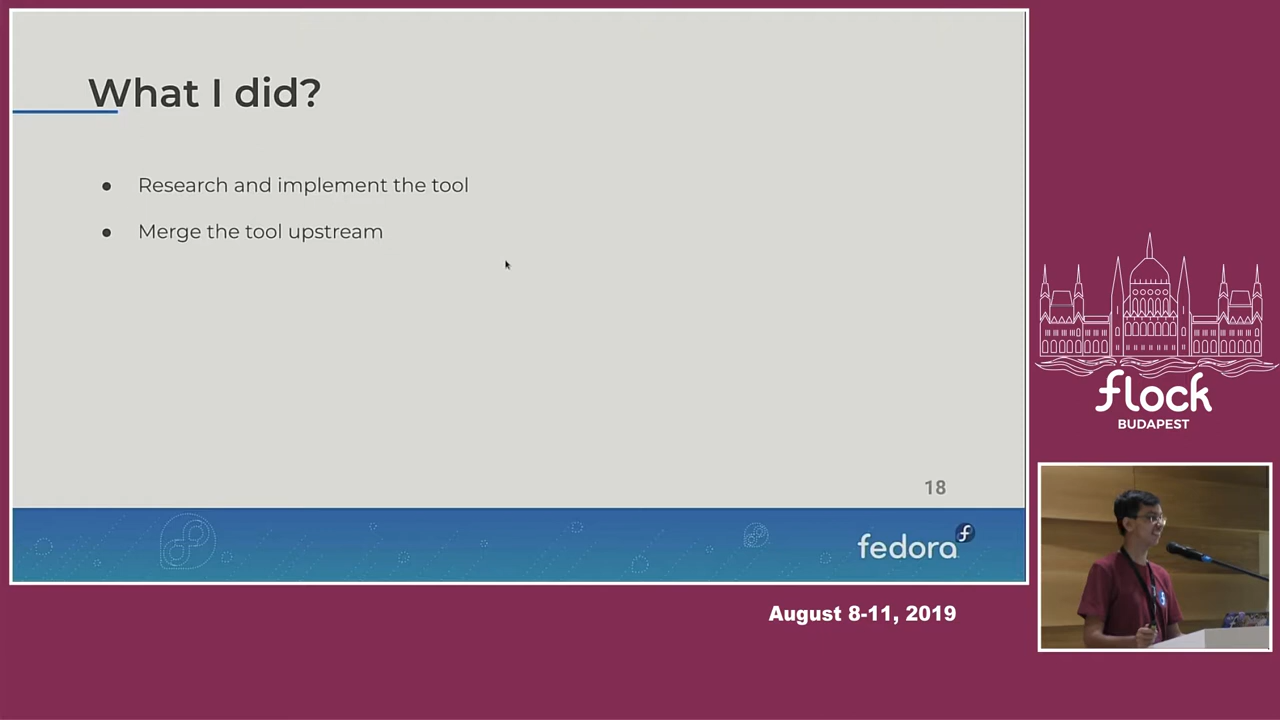 What I did?
● Research and implement the tool
● Merge the tool upstream
18
fedora
flock
BUDAPEST
August 8-11, 2019